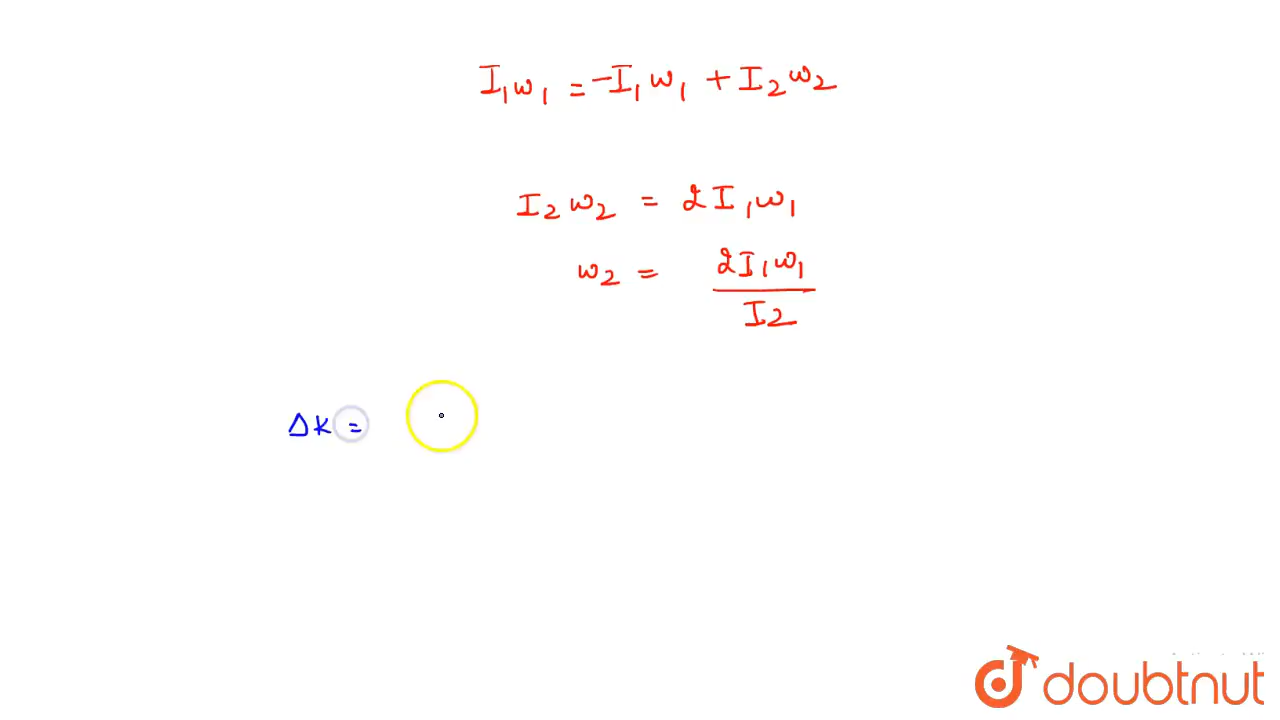 I₁ω₁ = -I₁ω₁ + I₂ω₂
I₂ω₂ = 2I₁ω₁
ω₂ = 2I₁ω₁
I₂
ΔK =
doubtnut